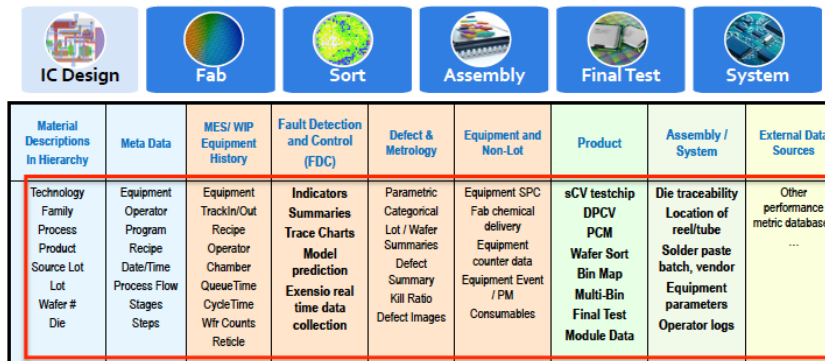 IC Design
Fab
Sort
Assembly
Final Test
System
Material
Descriptions
In Hierarchy
Meta Data
MES/ WIP
Equipment
History
Fault Detection
and Control
(FDC)
Defect &
Metrology
Equipment and
Non-Lot
Product
Assembly /
System
External Data
Sources
Technology
Family
Process
Product
Source Lot
Lot
Wafer #
Die
Equipment
Operator
Program
Recipe
Date/Time
Process Flow
Stages
Steps
Equipment
TrackIn/Out
Recipe
Operator
Chamber
QueueTime
CycleTime
Wfr Counts
Reticle
Indicators
Summaries
Trace Charts
Model
prediction
Exensio real
time data
collection
Parametric
Categorical
Lot / Wafer
Summaries
Defect
Summary
Kill Ratio
Defect Images
Equipment SPC
Fab chemical
delivery
Equipment
counter data
Equipment Event
/ PM
Consumables
sCV testchip
DPCV
PCM
Wafer Sort
Bin Map
Multi-Bin
Final Test
Module Data
Die traceability
Location of
reel/tube
Solder paste
batch, vendor
Equipment
parameters
Operator logs
Other
performance
metric database
...